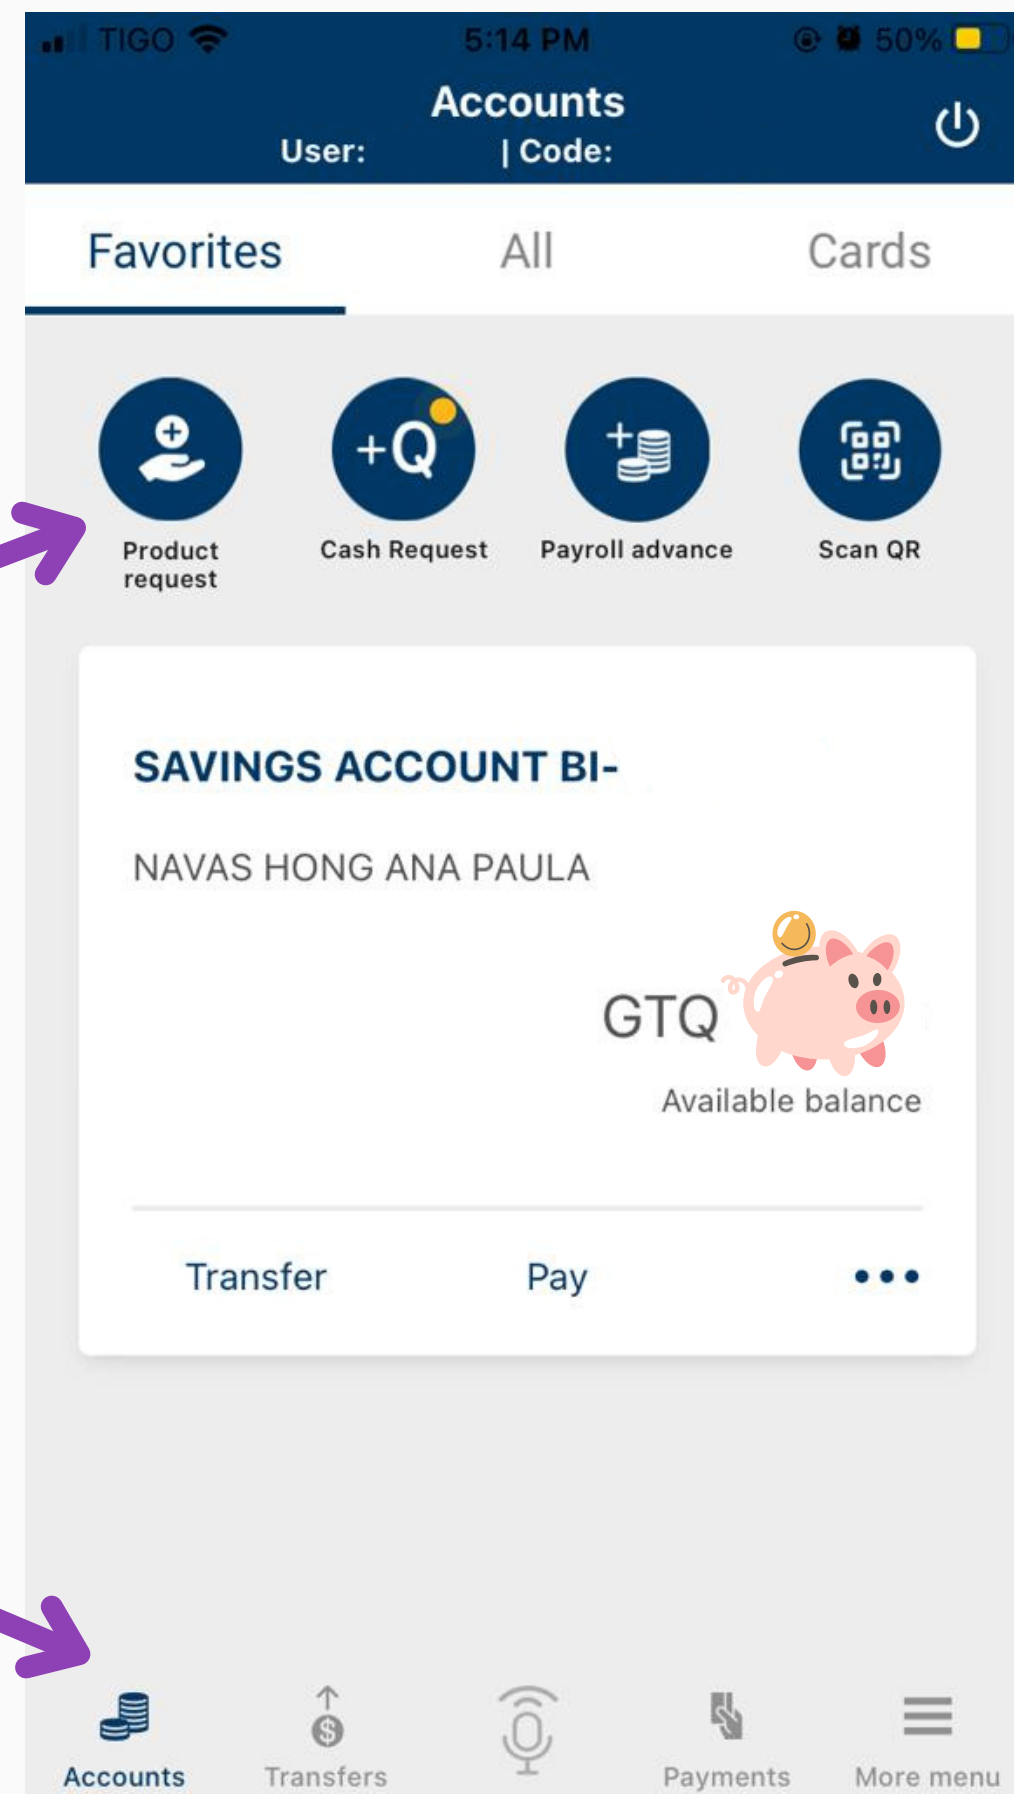 TIGO 5:14 PM 50%
Accounts
User: | Code:
Favorites All Cards
+Q
Product request
Cash Request
Payroll advance
Scan QR
SAVINGS ACCOUNT BI-
NAVAS HONG ANA PAULA
GTQ
Available balance
Transfer Pay
Accounts Transfers Payments More menu